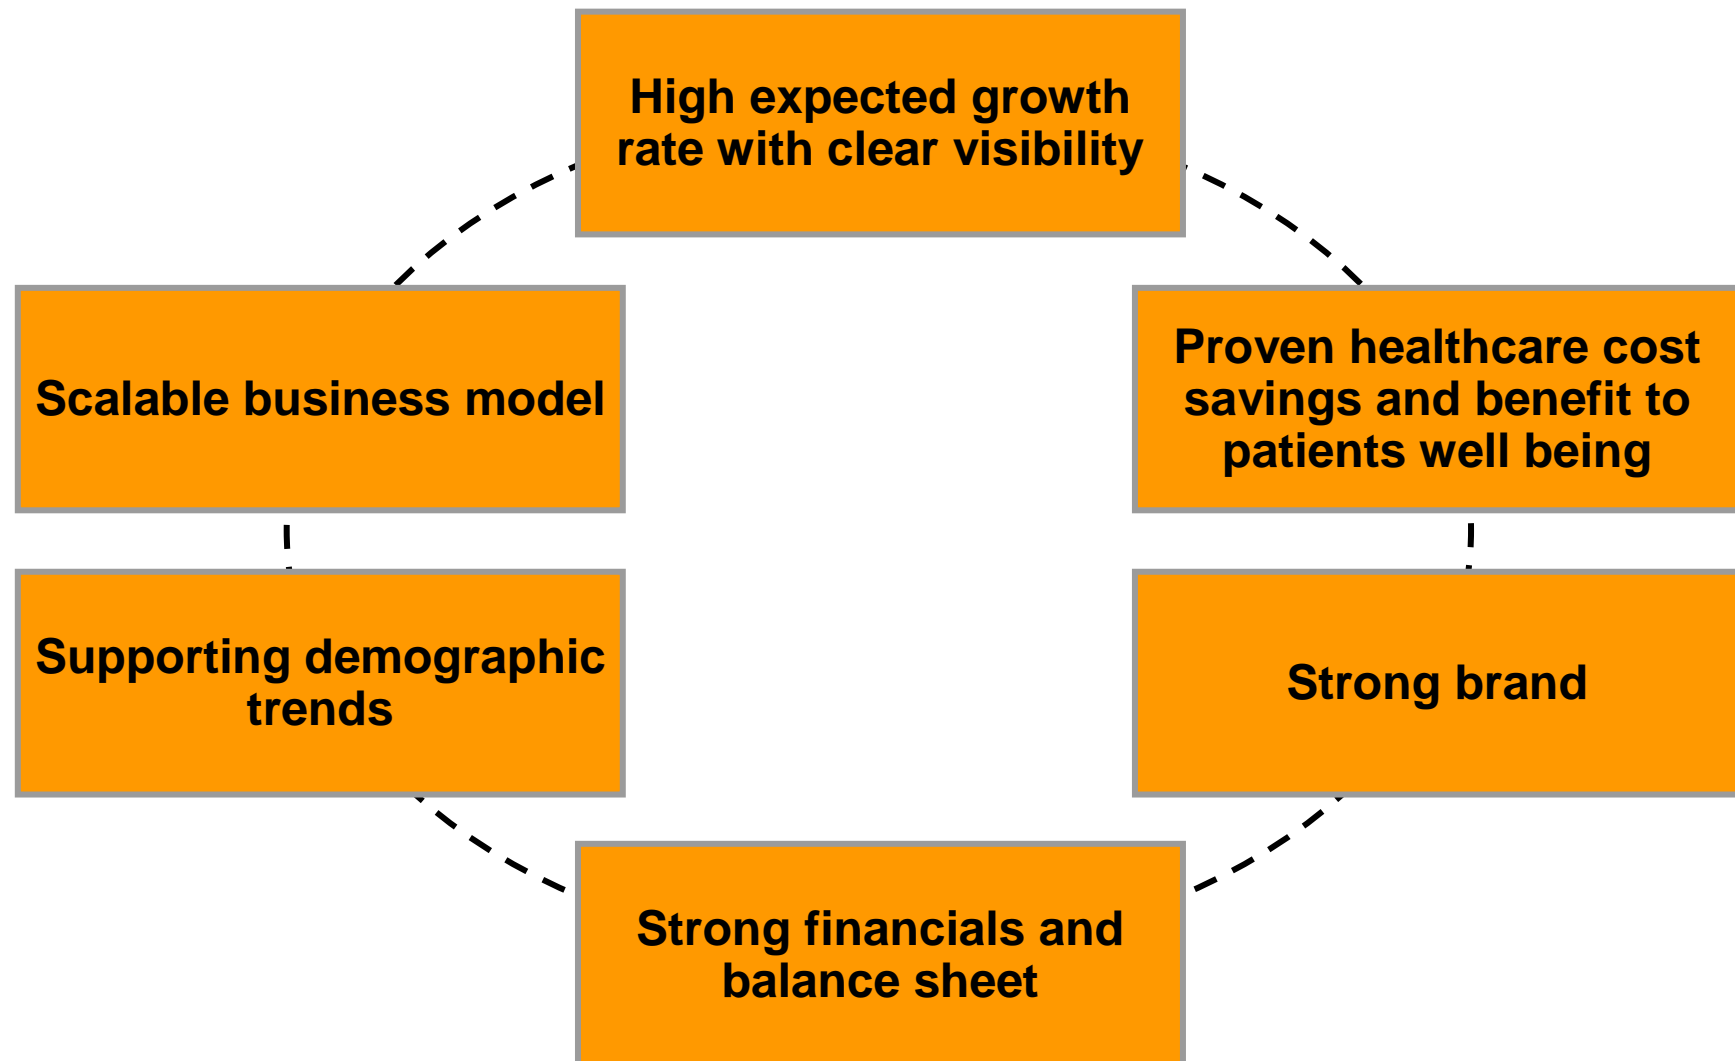 High expected growth
rate with clear visibility
Scalable business model
Proven healthcare cost
savings and benefit to
patients well being
Supporting demographic
trends
Strong brand
Strong financials and
balance sheet